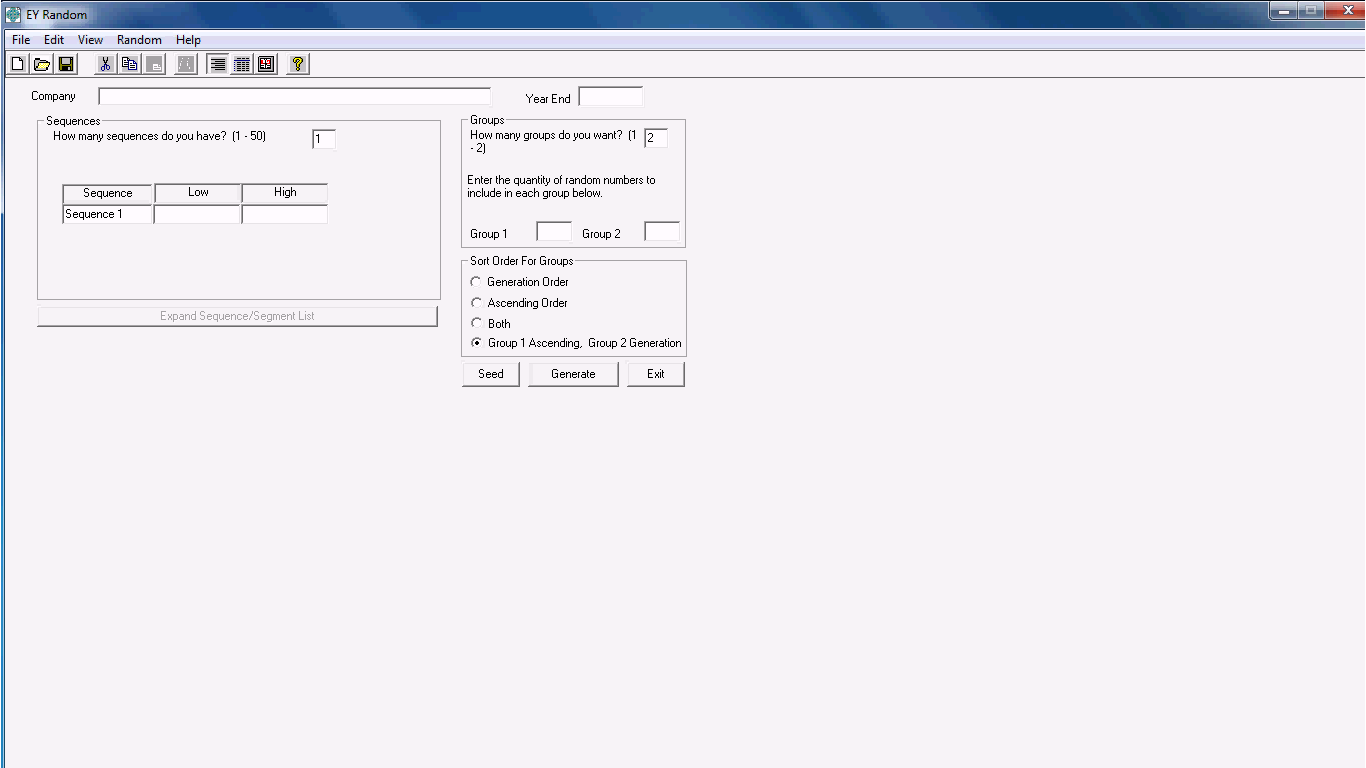 EY Random
File Edit View Random Help
Company
Year End
Sequences
How many sequences do you have? (1 - 50)
1
Sequence Low High
Sequence 1
Expand Sequence/Segment List
Groups
How many groups do you want? (1
- 2)
2
Enter the quantity of random numbers to
include in each group below.
Group 1 Group 2
Sort Order For Groups
Generation Order
Ascending Order
Both
Group 1 Ascending, Group 2 Generation
Seed Generate Exit